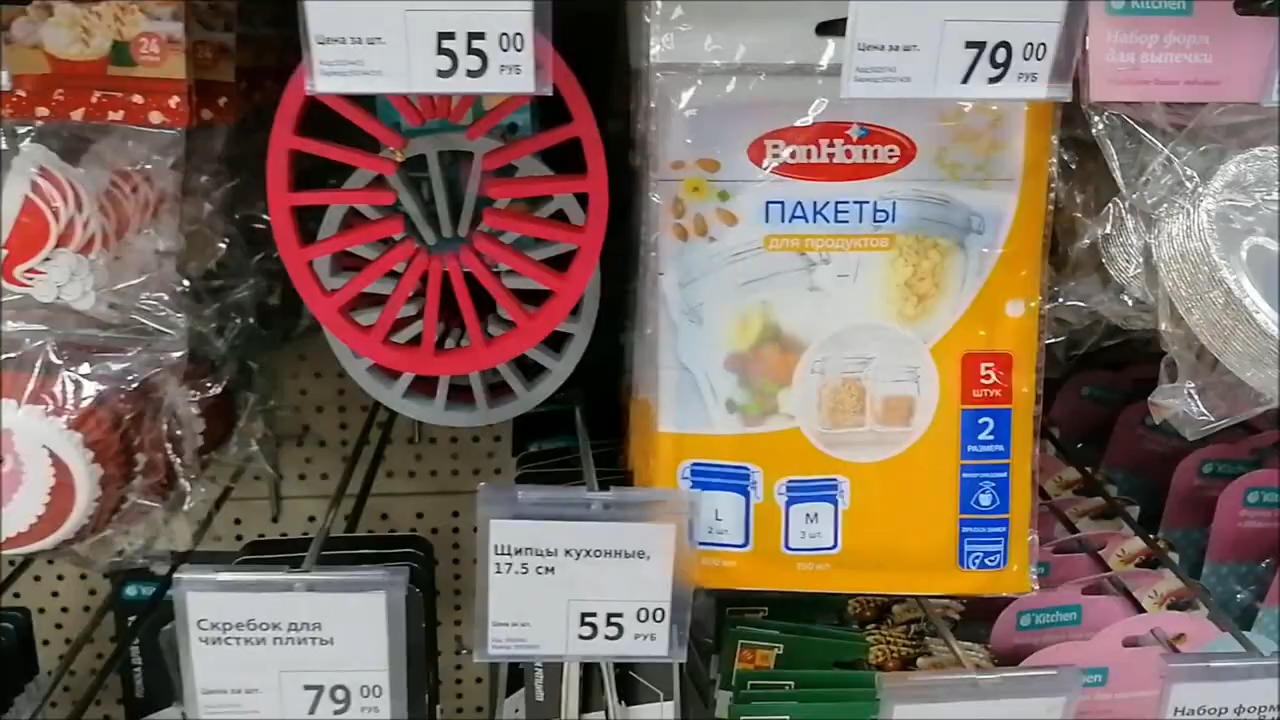 24
Цена за шт.
55 00
РУБ
Цена за шт.
79 00
РУБ
Kitchen
Набор форм
для выпечки
BonHome
ПАКЕТЫ
для продуктов
5
ШТУК
2
РАЗМЕРА
L
2 шт.
M
3 шт.
Щипцы кухонные,
17.5 см
Цена за шт.
55 00
РУБ
Скребок для
чистки плиты
Цена за шт.
79 00
РУБ
Kitchen
Kitchen
Набор форм